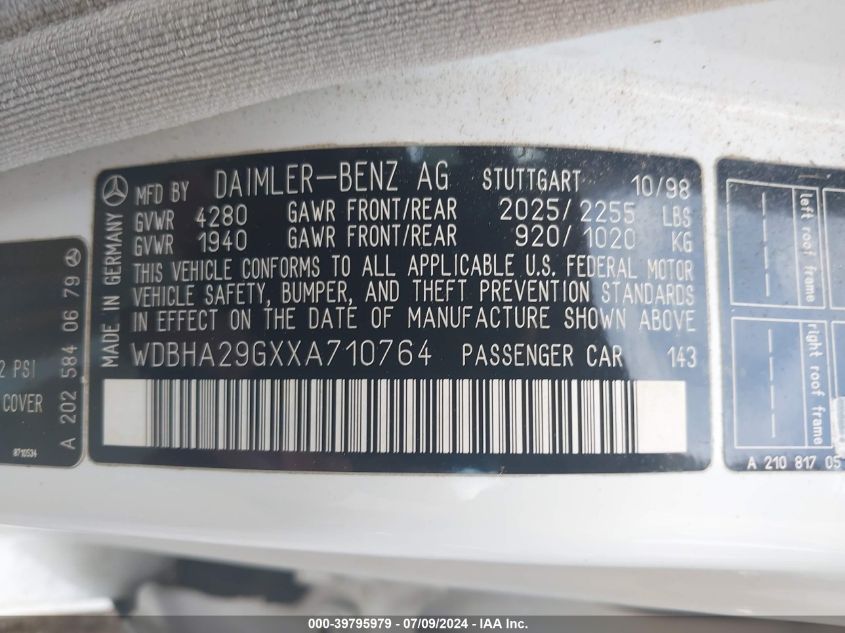 MFD BY DAIMLER-BENZ AG STUTTGART 10/98
GVWR 4280 GAWR FRONT/REAR 2025/2255 LBS
GVWR 1940 GAWR FRONT/REAR 920/1020 KG
THIS VEHICLE CONFORMS TO ALL APPLICABLE U.S. FEDERAL MOTOR
VEHICLE SAFETY, BUMPER, AND THEFT PREVENTION STANDARDS
IN EFFECT ON THE DATE OF MANUFACTURE SHOWN ABOVE
WDBHA29GXXA710764 PASSENGER CAR 143
MADE IN GERMANY
2 PSI
COVER
A 202 584 06 79
8710534
left roof frame
right roof frame
A 210 817 05
000-39795979 / 07/09/2024 - IAA Inc.